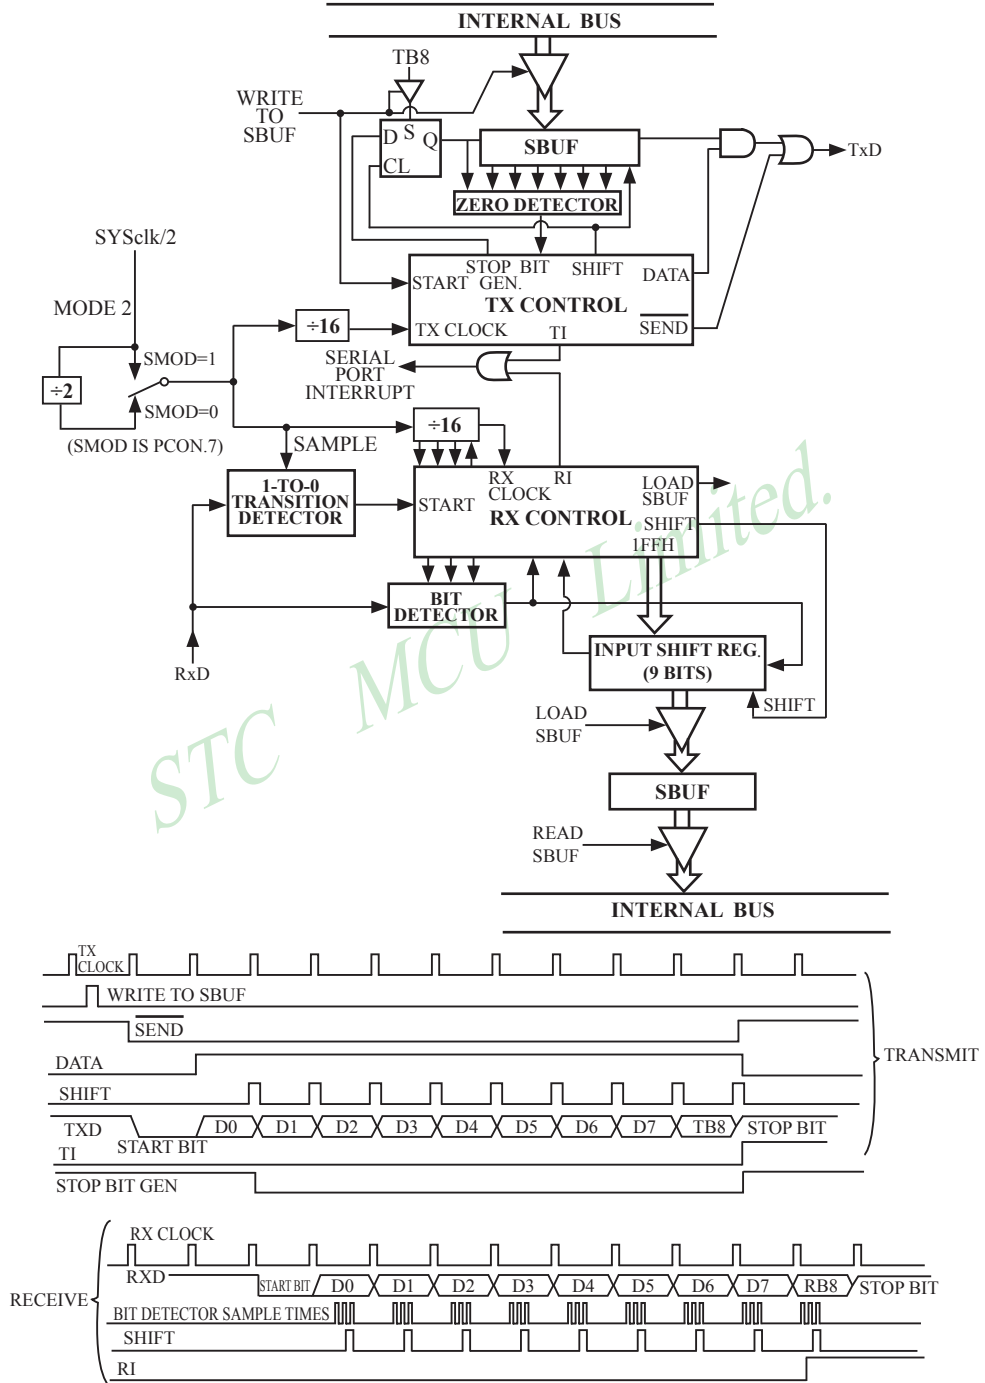 INTERNAL BUS
TB8
WRITE
TO
SBUF
D S Q
CL
SBUF
TxD
ZERO DETECTOR
SYSclk/2
STOP BIT SHIFT
START GEN. DATA
TX CONTROL
MODE 2
÷16
TX CLOCK TI SEND
SERIAL
PORT
INTERRUPT
SMOD=1
÷2
SMOD=0
(SMOD IS PCON.7)
÷16
SAMPLE
1-TO-0
TRANSITION
DETECTOR
RX RI LOAD
CLOCK SBUF
START
RX CONTROL SHIFT
1FFH
BIT
DETECTOR
RxD
INPUT SHIFT REG.
(9 BITS)
SHIFT
LOAD
SBUF
SBUF
READ
SBUF
INTERNAL BUS
STC MCU Limited.
TX
CLOCK
WRITE TO SBUF
SEND
DATA
SHIFT
TXD START BIT D0 D1 D2 D3 D4 D5 D6 D7 TB8 STOP BIT
TI
STOP BIT GEN
TRANSMIT
RX CLOCK
RXD START BIT D0 D1 D2 D3 D4 D5 D6 D7 RB8 STOP BIT
RECEIVE
BIT DETECTOR SAMPLE TIMES
SHIFT
RI